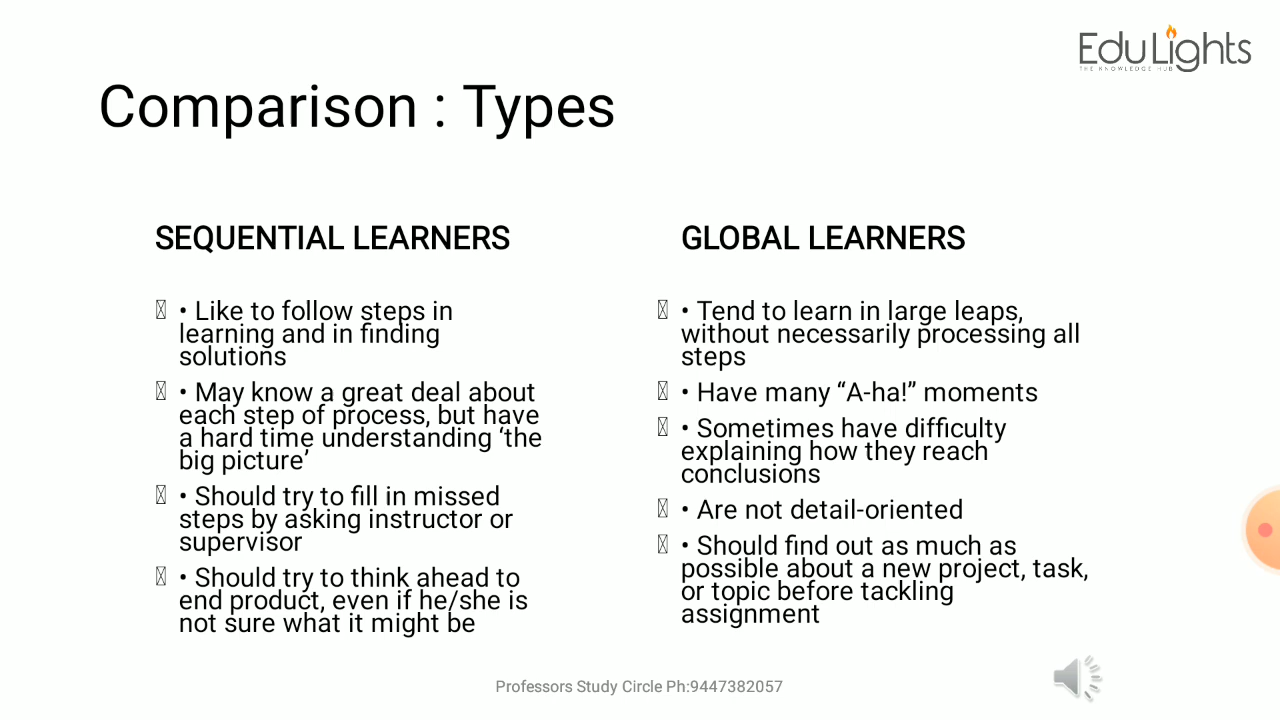 EduLights
THE KNOWLEDGE HUB
Comparison : Types
SEQUENTIAL LEARNERS
• Like to follow steps in
learning and in finding
solutions
• May know a great deal about
each step of process, but have
a hard time understanding ‘the
big picture’
• Should try to fill in missed
steps by asking instructor or
supervisor
• Should try to think ahead to
end product, even if he/she is
not sure what it might be
GLOBAL LEARNERS
• Tend to learn in large leaps,
without necessarily processing all
steps
• Have many “A-ha!” moments
• Sometimes have difficulty
explaining how they reach
conclusions
• Are not detail-oriented
• Should find out as much as
possible about a new project, task,
or topic before tackling
assignment
Professors Study Circle Ph:9447382057